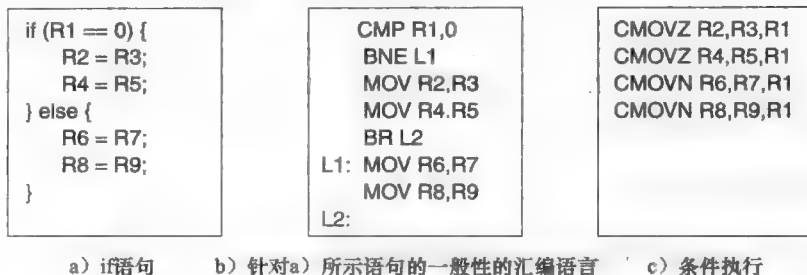 if (R1 == 0) {
R2 = R3;
R4 = R5;
} else {
R6 = R7;
R8 = R9;
}
CMP R1,0
BNE L1
MOV R2,R3
MOV R4.R5
BR L2
L1: MOV R6,R7
MOV R8,R9
L2:
CMOVZ R2,R3,R1
CMOVZ R4,R5,R1
CMOVN R6,R7,R1
CMOVN R8,R9,R1
a）if语句
b）针对a）所示语句的一般性的汇编语言
c）条件执行